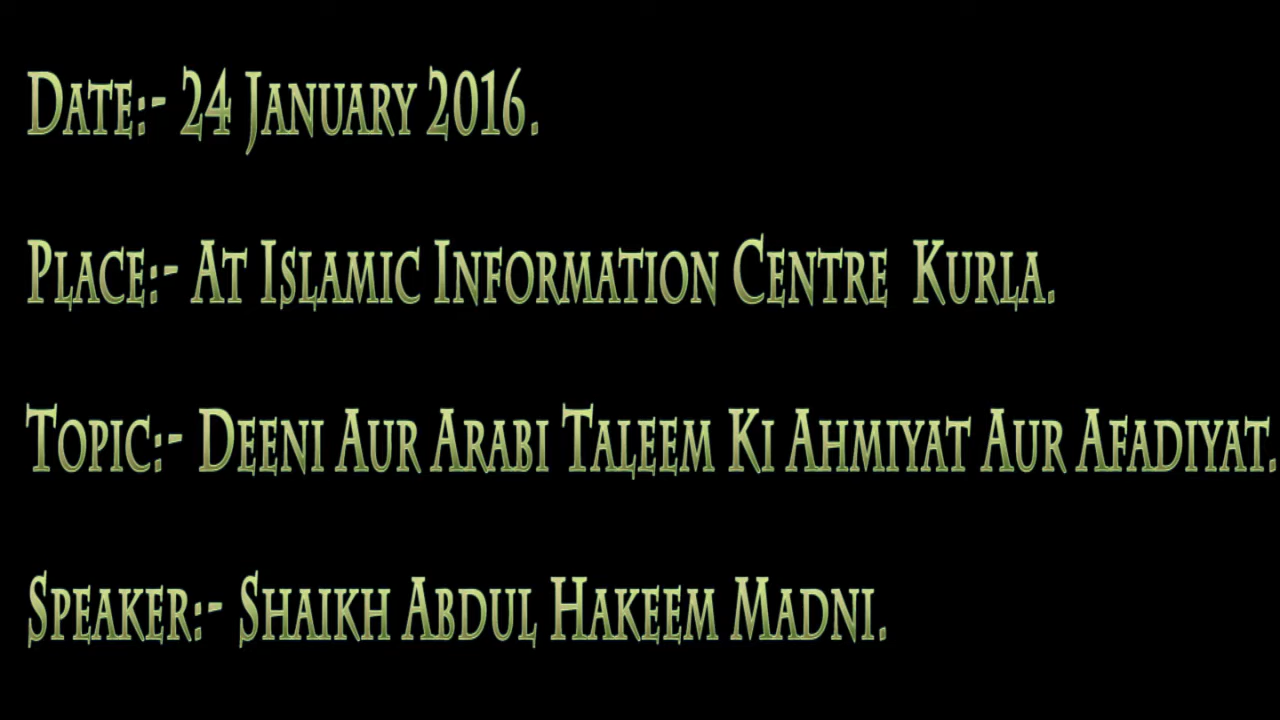 Date:- 24 January 2016.
Place:- At Islamic Information Centre Kurla.
Topic:- Deeni Aur Arabi Taleem Ki Ahmiyat Aur Afadiyat.
Speaker:- Shaikh Abdul Hakeem Madni.